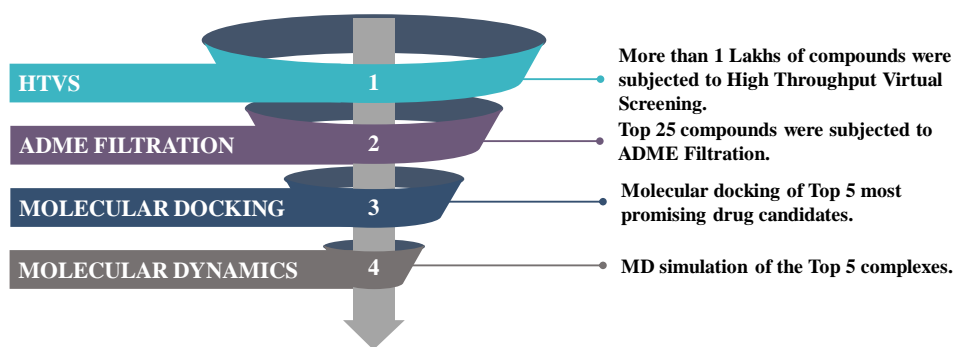 HTVS
1
More than 1 Lakhs of compounds were
subjected to High Throughput Virtual
Screening.
ADME FILTRATION
2
Top 25 compounds were subjected to
ADME Filtration.
MOLECULAR DOCKING
3
Molecular docking of Top 5 most
promising drug candidates.
MOLECULAR DYNAMICS
4
MD simulation of the Top 5 complexes.